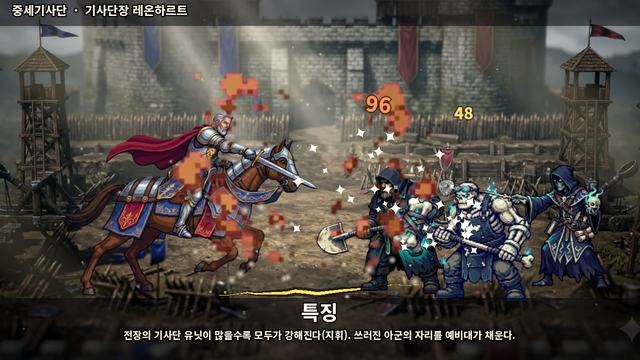 중세기사단 · 기사단장 레온하르트
96
48
특징
전장의 기사단 유닛이 많을수록 모두가 강해진다(지휘). 쓰러진 아군의 자리를 예비대가 채운다.